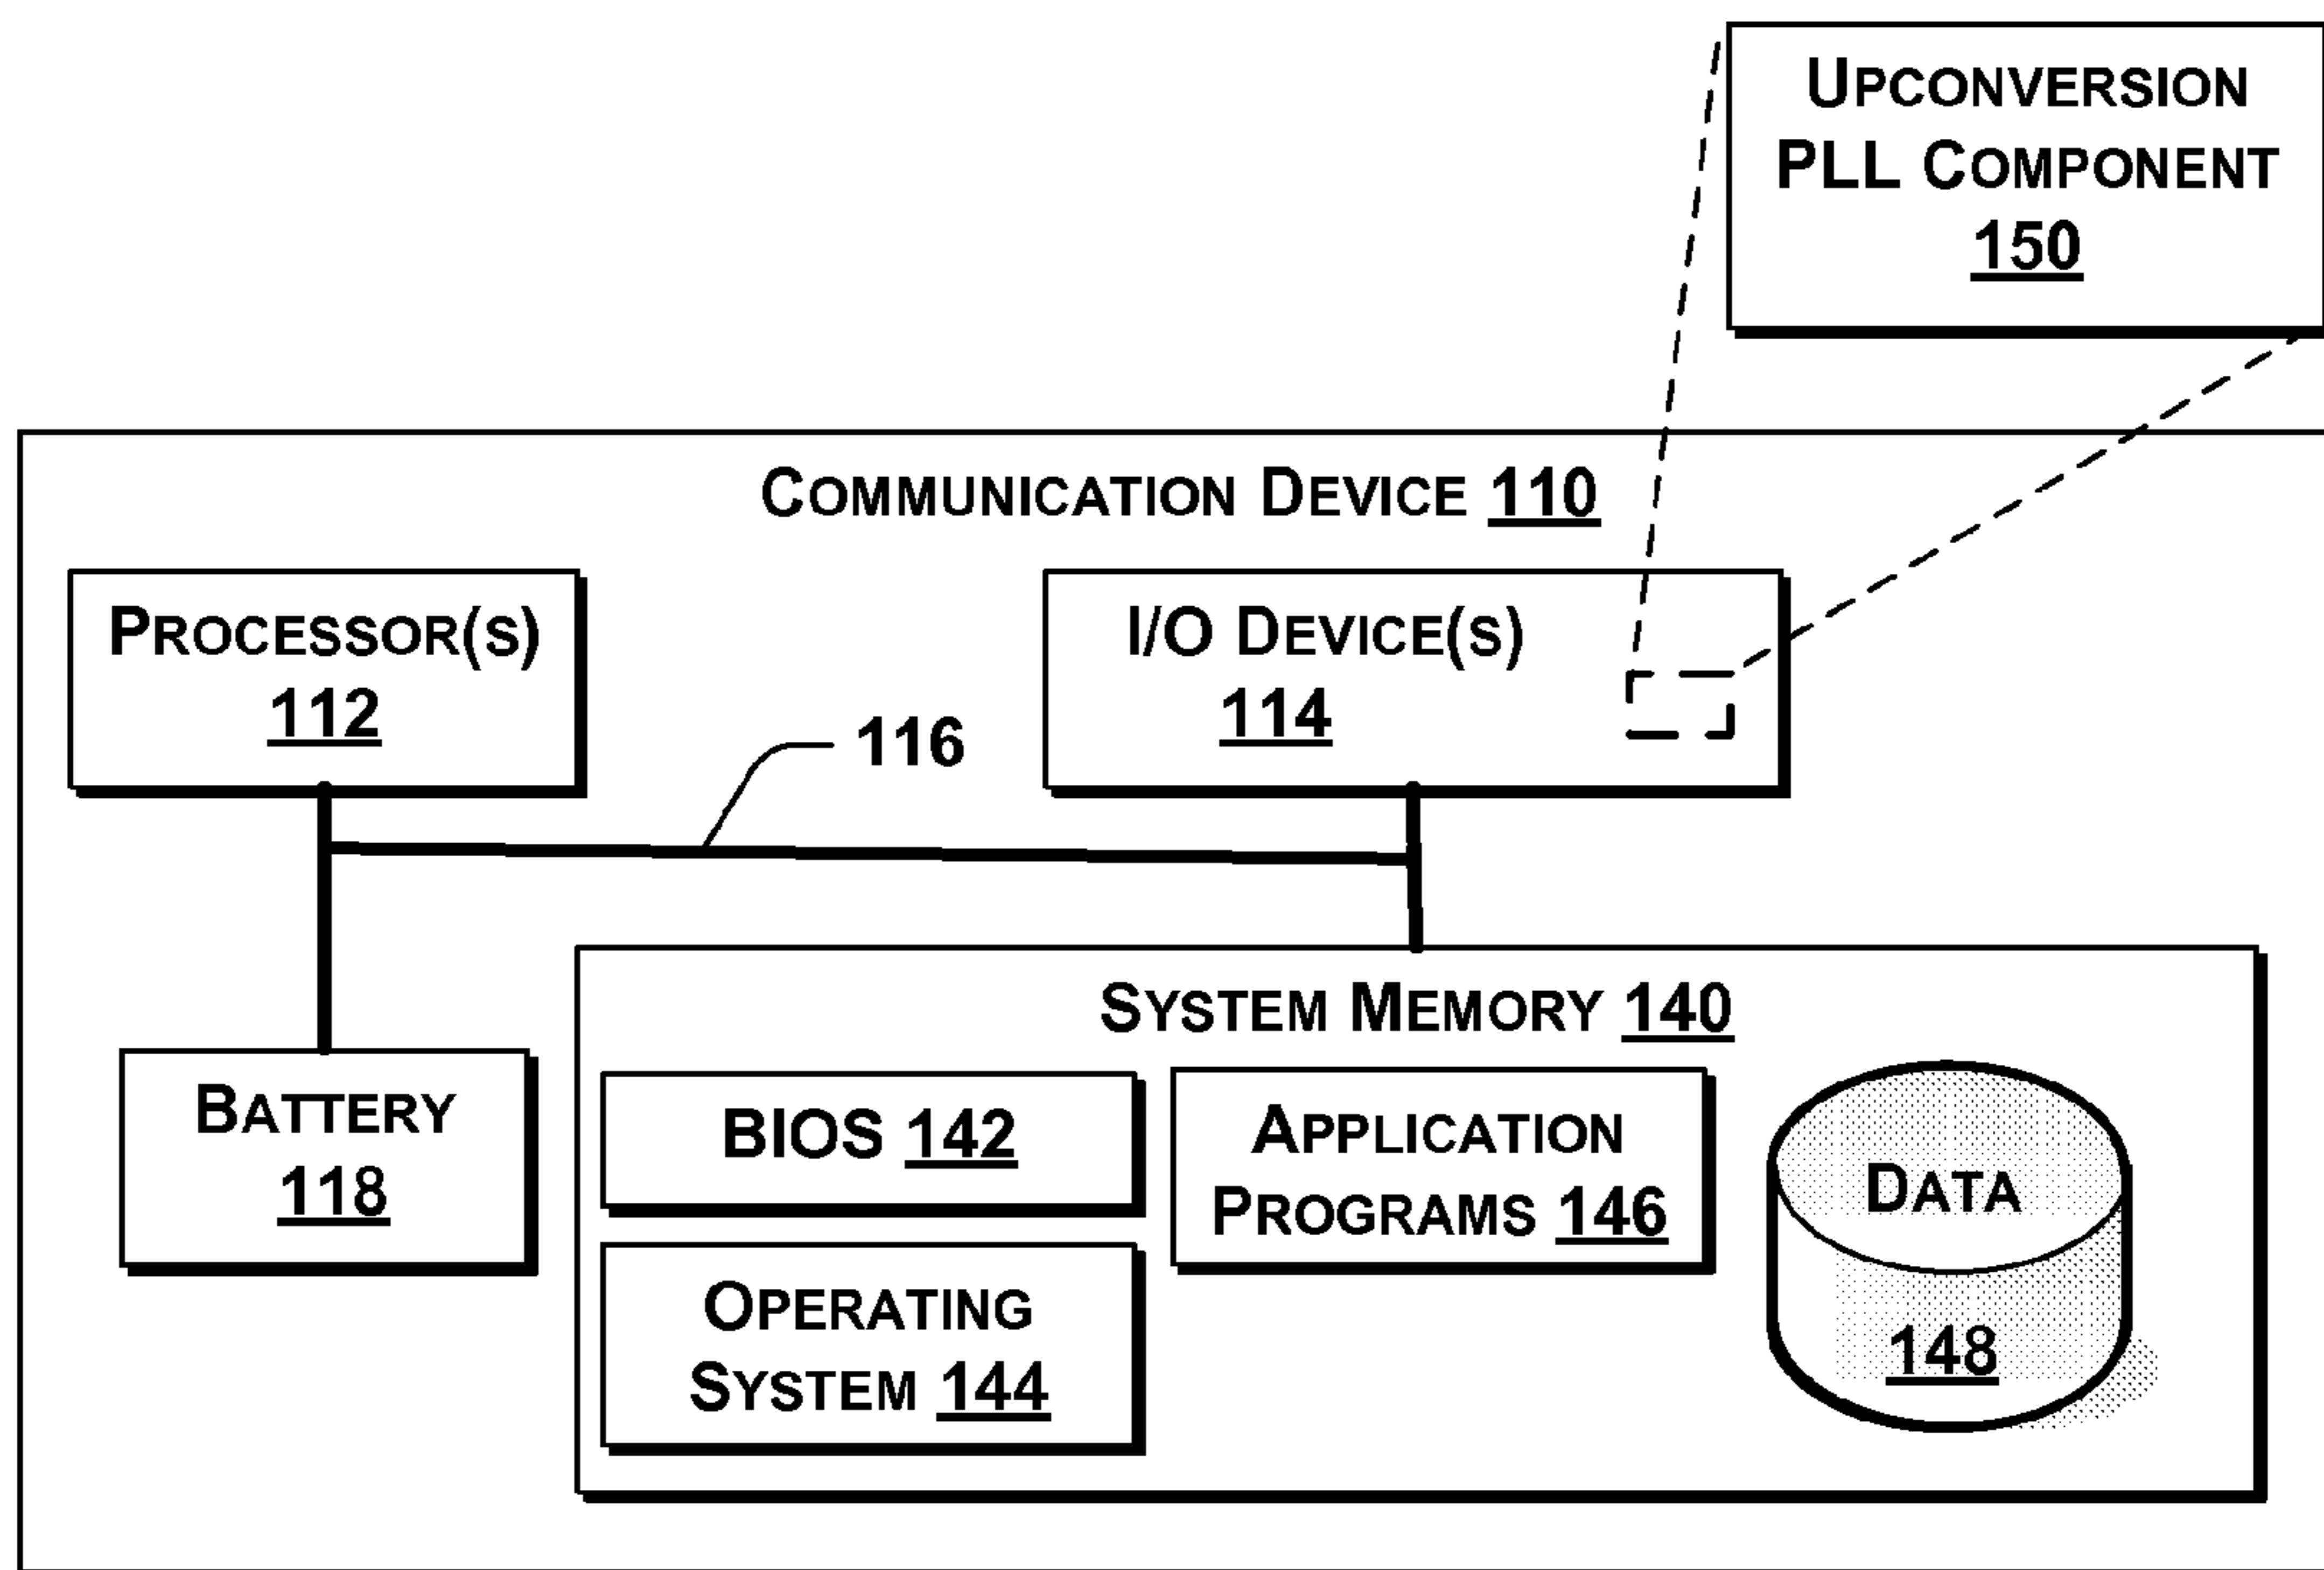 UPCONVERSION
PLL COMPONENT
150
COMMUNICATION DEVICE 110
PROCESSOR(S)
112
I/O DEVICE(S)
114
116
SYSTEM MEMORY 140
BATTERY
118
BIOS 142
APPLICATION
PROGRAMS 146
OPERATING
SYSTEM 144
DATA
148